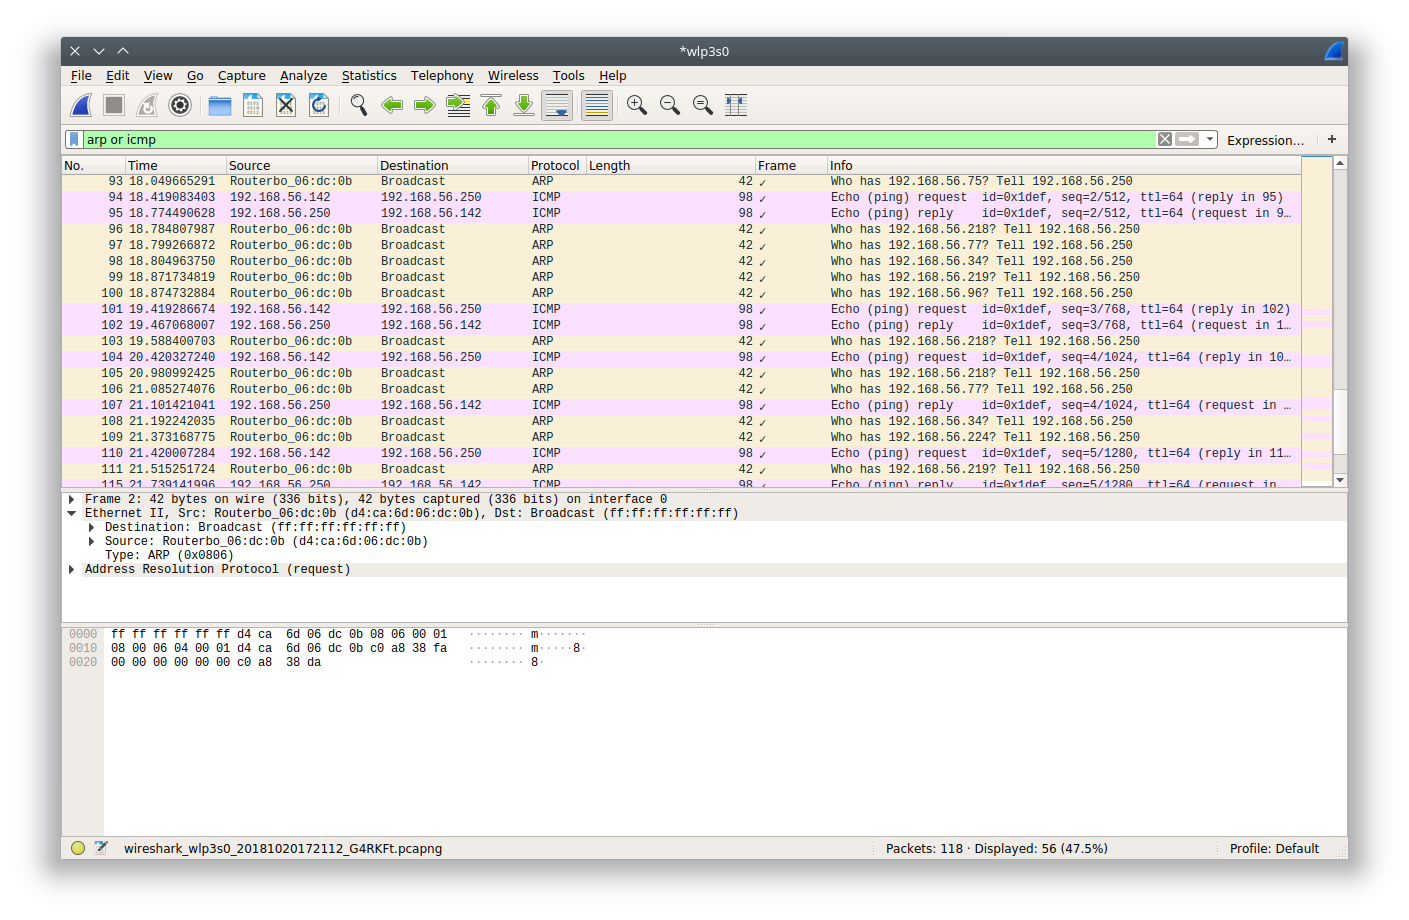 *wlp3s0
File Edit View Go Capture Analyze Statistics Telephony Wireless Tools Help
arp or icmp Expression... +
No. Time Source Destination Protocol Length Frame Info
93 18.049665291 Routerbo_06:dc:0b Broadcast ARP 42 ✓ Who has 192.168.56.75? Tell 192.168.56.250
94 18.419083403 192.168.56.142 192.168.56.250 ICMP 98 ✓ Echo (ping) request id=0x1def, seq=2/512, ttl=64 (reply in 95)
95 18.774490628 192.168.56.250 192.168.56.142 ICMP 98 ✓ Echo (ping) reply id=0x1def, seq=2/512, ttl=64 (request in 9…
96 18.784807987 Routerbo_06:dc:0b Broadcast ARP 42 ✓ Who has 192.168.56.218? Tell 192.168.56.250
97 18.799266872 Routerbo_06:dc:0b Broadcast ARP 42 ✓ Who has 192.168.56.77? Tell 192.168.56.250
98 18.804963750 Routerbo_06:dc:0b Broadcast ARP 42 ✓ Who has 192.168.56.34? Tell 192.168.56.250
99 18.871734819 Routerbo_06:dc:0b Broadcast ARP 42 ✓ Who has 192.168.56.219? Tell 192.168.56.250
100 18.874732884 Routerbo_06:dc:0b Broadcast ARP 42 ✓ Who has 192.168.56.96? Tell 192.168.56.250
101 19.419286674 192.168.56.142 192.168.56.250 ICMP 98 ✓ Echo (ping) request id=0x1def, seq=3/768, ttl=64 (reply in 102)
102 19.467068007 192.168.56.250 192.168.56.142 ICMP 98 ✓ Echo (ping) reply id=0x1def, seq=3/768, ttl=64 (request in 1…
103 19.588400703 Routerbo_06:dc:0b Broadcast ARP 42 ✓ Who has 192.168.56.218? Tell 192.168.56.250
104 20.420327240 192.168.56.142 192.168.56.250 ICMP 98 ✓ Echo (ping) request id=0x1def, seq=4/1024, ttl=64 (reply in 10…
105 20.980992425 Routerbo_06:dc:0b Broadcast ARP 42 ✓ Who has 192.168.56.218? Tell 192.168.56.250
106 21.085274076 Routerbo_06:dc:0b Broadcast ARP 42 ✓ Who has 192.168.56.77? Tell 192.168.56.250
107 21.101421041 192.168.56.250 192.168.56.142 ICMP 98 ✓ Echo (ping) reply id=0x1def, seq=4/1024, ttl=64 (request in …
108 21.192242035 Routerbo_06:dc:0b Broadcast ARP 42 ✓ Who has 192.168.56.34? Tell 192.168.56.250
109 21.373168775 Routerbo_06:dc:0b Broadcast ARP 42 ✓ Who has 192.168.56.224? Tell 192.168.56.250
110 21.420007284 192.168.56.142 192.168.56.250 ICMP 98 ✓ Echo (ping) request id=0x1def, seq=5/1280, ttl=64 (reply in 11…
111 21.515251724 Routerbo_06:dc:0b Broadcast ARP 42 ✓ Who has 192.168.56.219? Tell 192.168.56.250
115 21.739141996 192.168.56.250 192.168.56.142 ICMP 98 ✓ Echo (ping) reply id=0x1def, seq=5/1280, ttl=64 (request in
Frame 2: 42 bytes on wire (336 bits), 42 bytes captured (336 bits) on interface 0
Ethernet II, Src: Routerbo_06:dc:0b (d4:ca:6d:06:dc:0b), Dst: Broadcast (ff:ff:ff:ff:ff:ff)
Destination: Broadcast (ff:ff:ff:ff:ff:ff)
Source: Routerbo_06:dc:0b (d4:ca:6d:06:dc:0b)
Type: ARP (0x0806)
Address Resolution Protocol (request)
0000 ff ff ff ff ff ff d4 ca 6d 06 dc 0b 08 06 00 01 ········ m·······
0010 08 00 06 04 00 01 d4 ca 6d 06 dc 0b c0 a8 38 fa ········ m·····8·
0020 00 00 00 00 00 00 c0 a8 38 da ········ 8·
wireshark_wlp3s0_20181020172112_G4RKFt.pcapng Packets: 118 · Displayed: 56 (47.5%) Profile: Default